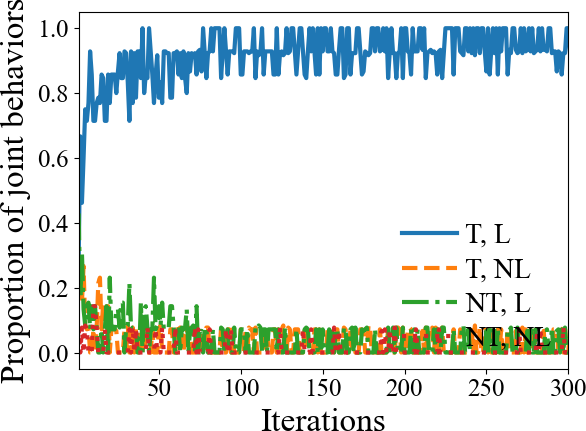 Proportion of joint behaviors
1.0
0.8
0.6
0.4
0.2
0.0
T, L
T, NL
NT, L
NT, NL
50
100
150
200
250
300
Iterations